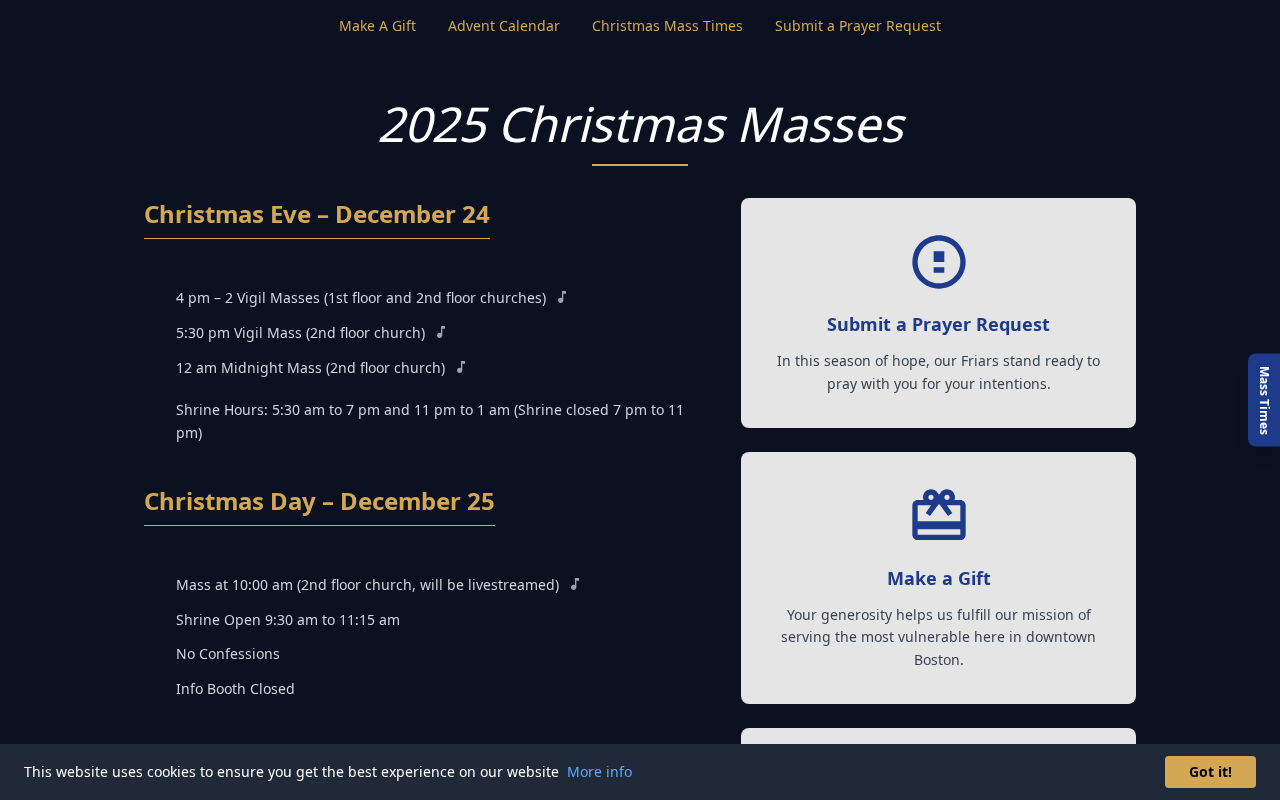 Make A Gift
Advent Calendar
Christmas Mass Times
Submit a Prayer Request
2025 Christmas Masses
Christmas Eve – December 24
4 pm – 2 Vigil Masses (1st floor and 2nd floor churches)
5:30 pm Vigil Mass (2nd floor church)
12 am Midnight Mass (2nd floor church)
Shrine Hours: 5:30 am to 7 pm and 11 pm to 1 am (Shrine closed 7 pm to 11
pm)
Christmas Day – December 25
Mass at 10:00 am (2nd floor church, will be livestreamed)
Shrine Open 9:30 am to 11:15 am
No Confessions
Info Booth Closed
Submit a Prayer Request
In this season of hope, our Friars stand ready to
pray with you for your intentions.
Make a Gift
Your generosity helps us fulfill our mission of
serving the most vulnerable here in downtown
Boston.
Mass Times
This website uses cookies to ensure you get the best experience on our website More info
Got it!